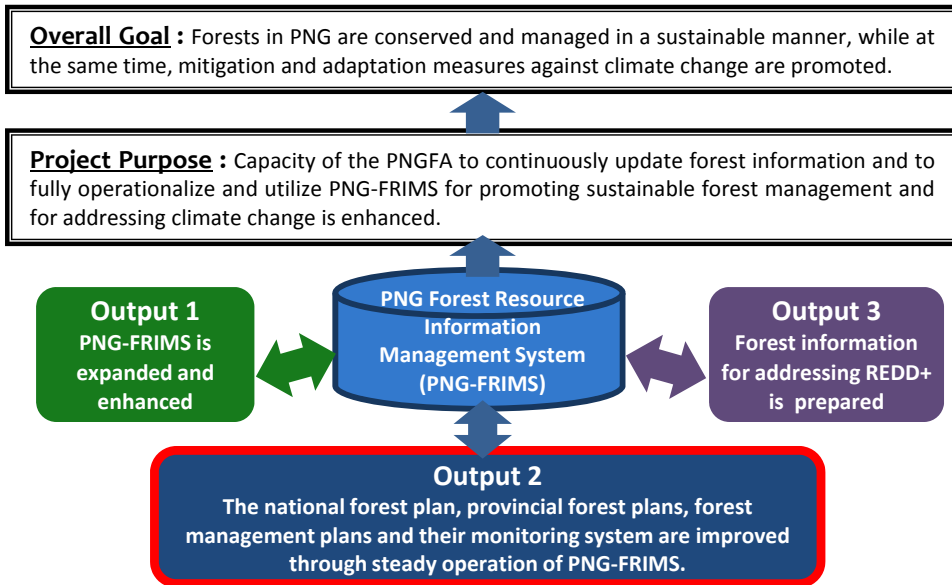 Overall Goal : Forests in PNG are conserved and managed in a sustainable manner, while at
the same time, mitigation and adaptation measures against climate change are promoted.
Project Purpose : Capacity of the PNGFA to continuously update forest information and to
fully operationalize and utilize PNG-FRIMS for promoting sustainable forest management and
for addressing climate change is enhanced.
PNG Forest Resource
Information
Management System
(PNG-FRIMS)
Output 1
PNG-FRIMS is
expanded and
enhanced
Output 3
Forest information
for addressing REDD+
is prepared
Output 2
The national forest plan, provincial forest plans, forest
management plans and their monitoring system are improved
through steady operation of PNG-FRIMS.